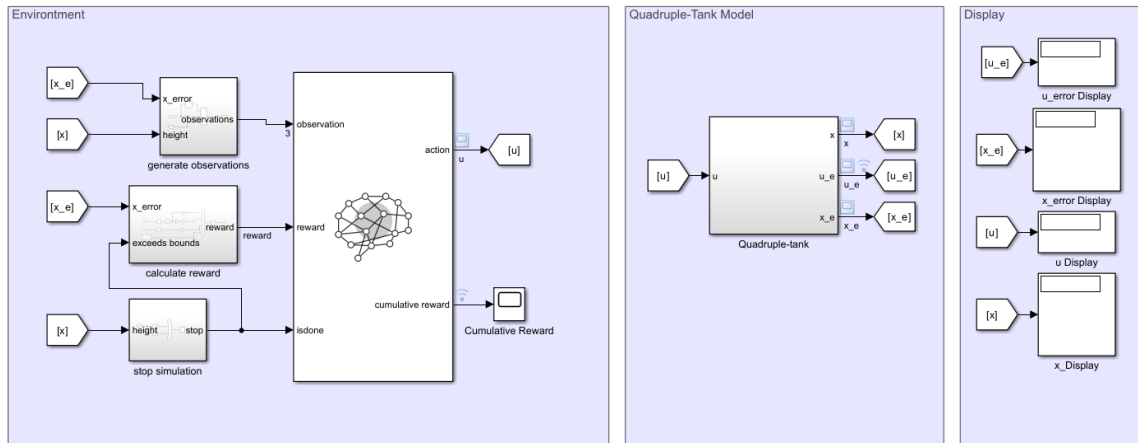 Environtment
[x_e]
x_error
observations
[x]
height
generate observations
3
observation
action
u
[u]
[x_e]
x_error
reward
exceeds bounds
calculate reward
reward
reward
cumulative reward
Cumulative Reward
[x]
height
stop
stop simulation
isdone
Quadruple-Tank Model
[u]
u
x
x
[x]
u_e
u_e
[u_e]
x_e
x_e
[x_e]
Quadruple-tank
Display
[u_e]
u_error Display
[x_e]
x_error Display
[u]
u Display
[x]
x_Display